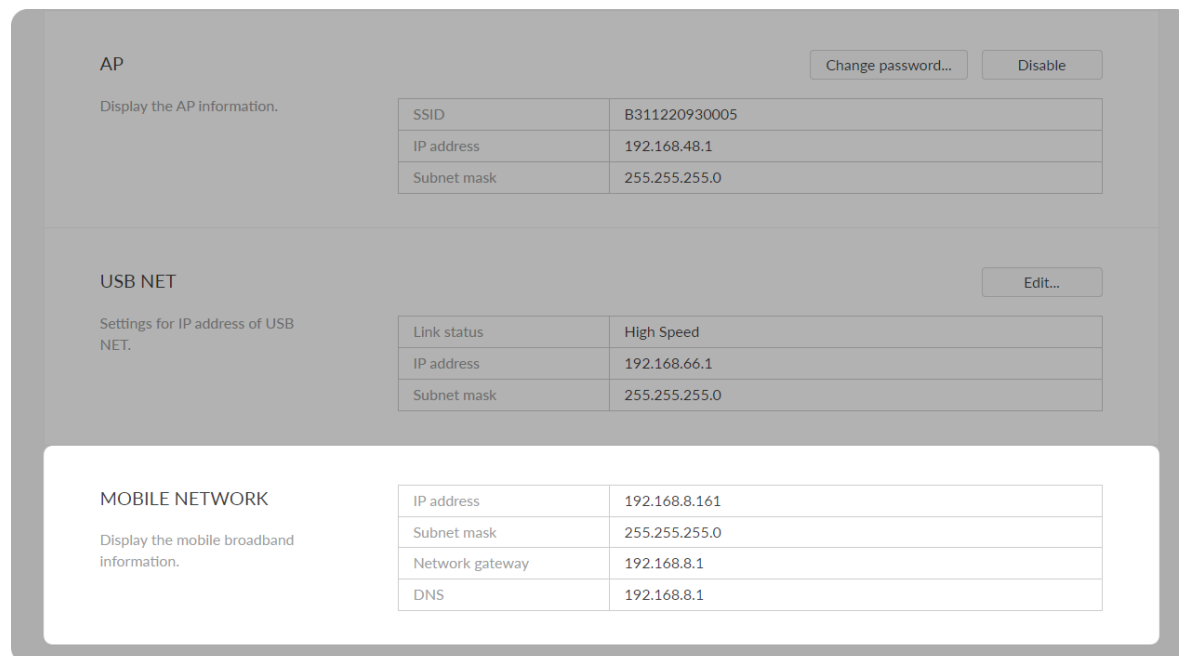 AP
Change password...
Disable
Display the AP information.
SSID B311220930005
IP address 192.168.48.1
Subnet mask 255.255.255.0
USB NET
Edit...
Settings for IP address of USB
NET.
Link status High Speed
IP address 192.168.66.1
Subnet mask 255.255.255.0
MOBILE NETWORK
Display the mobile broadband
information.
IP address 192.168.8.161
Subnet mask 255.255.255.0
Network gateway 192.168.8.1
DNS 192.168.8.1